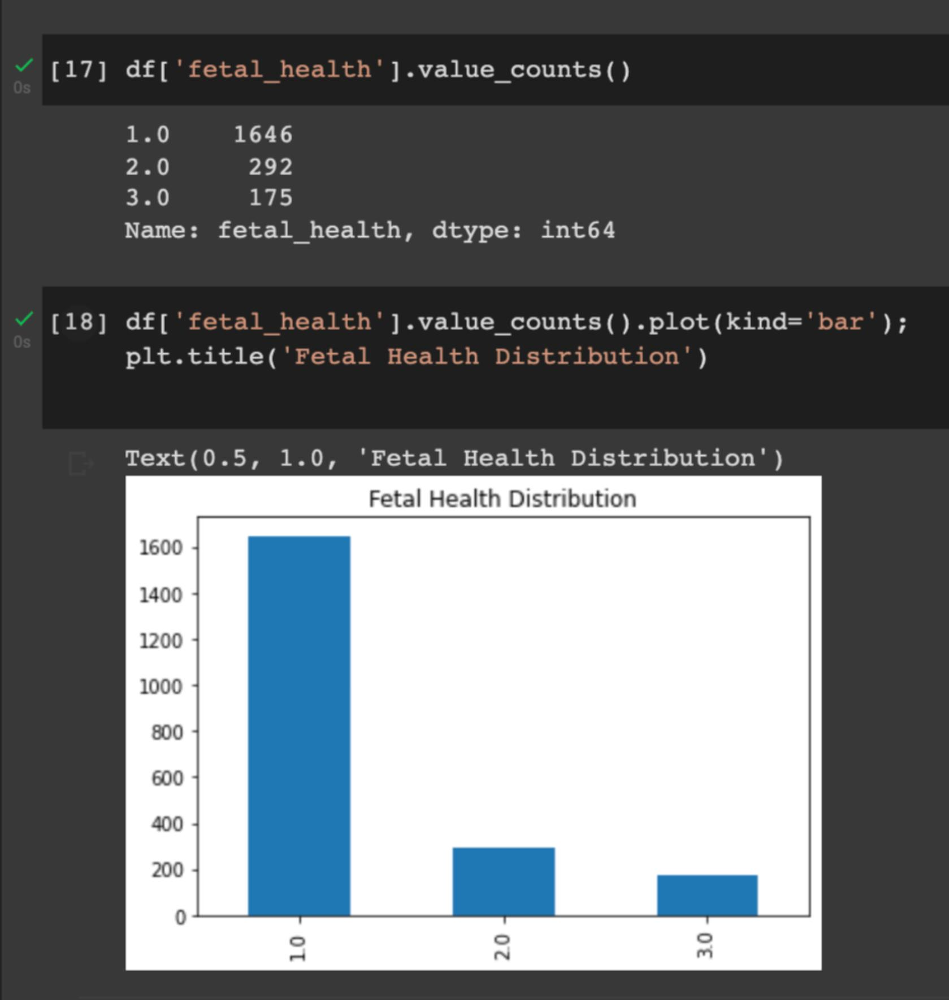 [17] df['fetal_health'].value_counts()
0s
1.0 1646
2.0 292
3.0 175
Name: fetal_health, dtype: int64
[18] df['fetal_health'].value_counts().plot(kind='bar');
0s
plt.title('Fetal Health Distribution')
Text(0.5, 1.0, 'Fetal Health Distribution')
Fetal Health Distribution
1600
1400
1200
1000
800
600
400
200
0
1.0 2.0 3.0